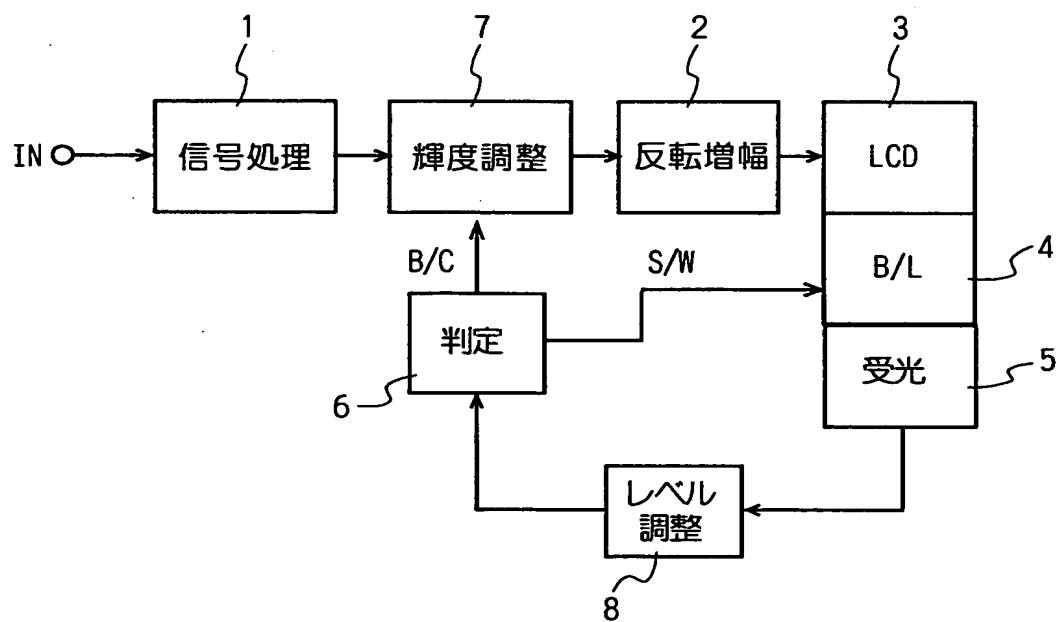 1
7
2
3
IN
信号処理
輝度調整
反転増幅
LCD
B/C
S/W
B/L
4
判定
受光
5
6
レベル
調整
8